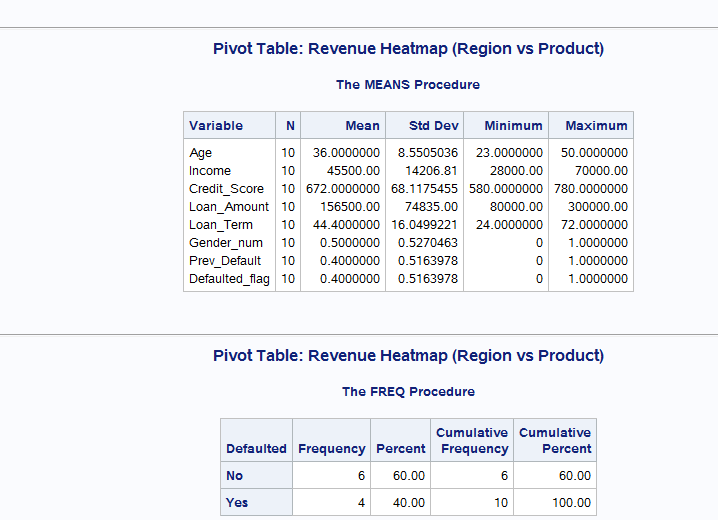 Pivot Table: Revenue Heatmap (Region vs Product)
The MEANS Procedure
Variable N Mean Std Dev Minimum Maximum
Age 10 36.0000000 8.5505036 23.0000000 50.0000000
Income 10 45500.00 14206.81 28000.00 70000.00
Credit_Score 10 672.0000000 68.1175455 580.0000000 780.0000000
Loan_Amount 10 156500.00 74835.00 80000.00 300000.00
Loan_Term 10 44.4000000 16.0499221 24.0000000 72.0000000
Gender_num 10 0.5000000 0.5270463 0 1.0000000
Prev_Default 10 0.4000000 0.5163978 0 1.0000000
Defaulted_flag 10 0.4000000 0.5163978 0 1.0000000
Pivot Table: Revenue Heatmap (Region vs Product)
The FREQ Procedure
Cumulative Cumulative
Defaulted Frequency Percent Frequency Percent
No 6 60.00 6 60.00
Yes 4 40.00 10 100.00